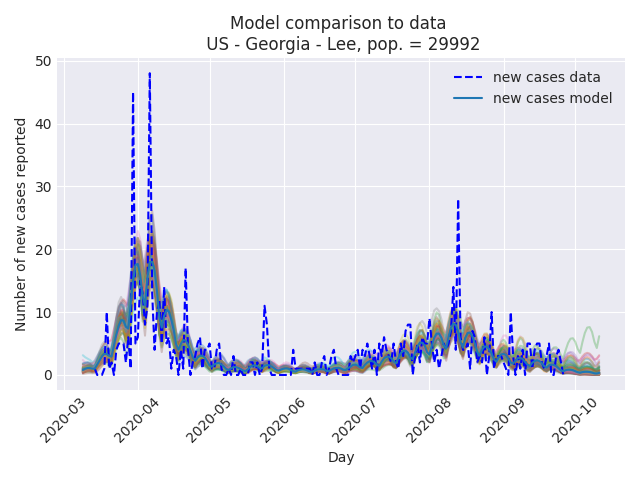 Model comparison to data
US - Georgia - Lee, pop. = 29992
new cases data
new cases model
Number of new cases reported
50
40
30
20
10
0
2020-03
2020-04
2020-05
2020-06
2020-07
2020-08
2020-09
2020-10
Day